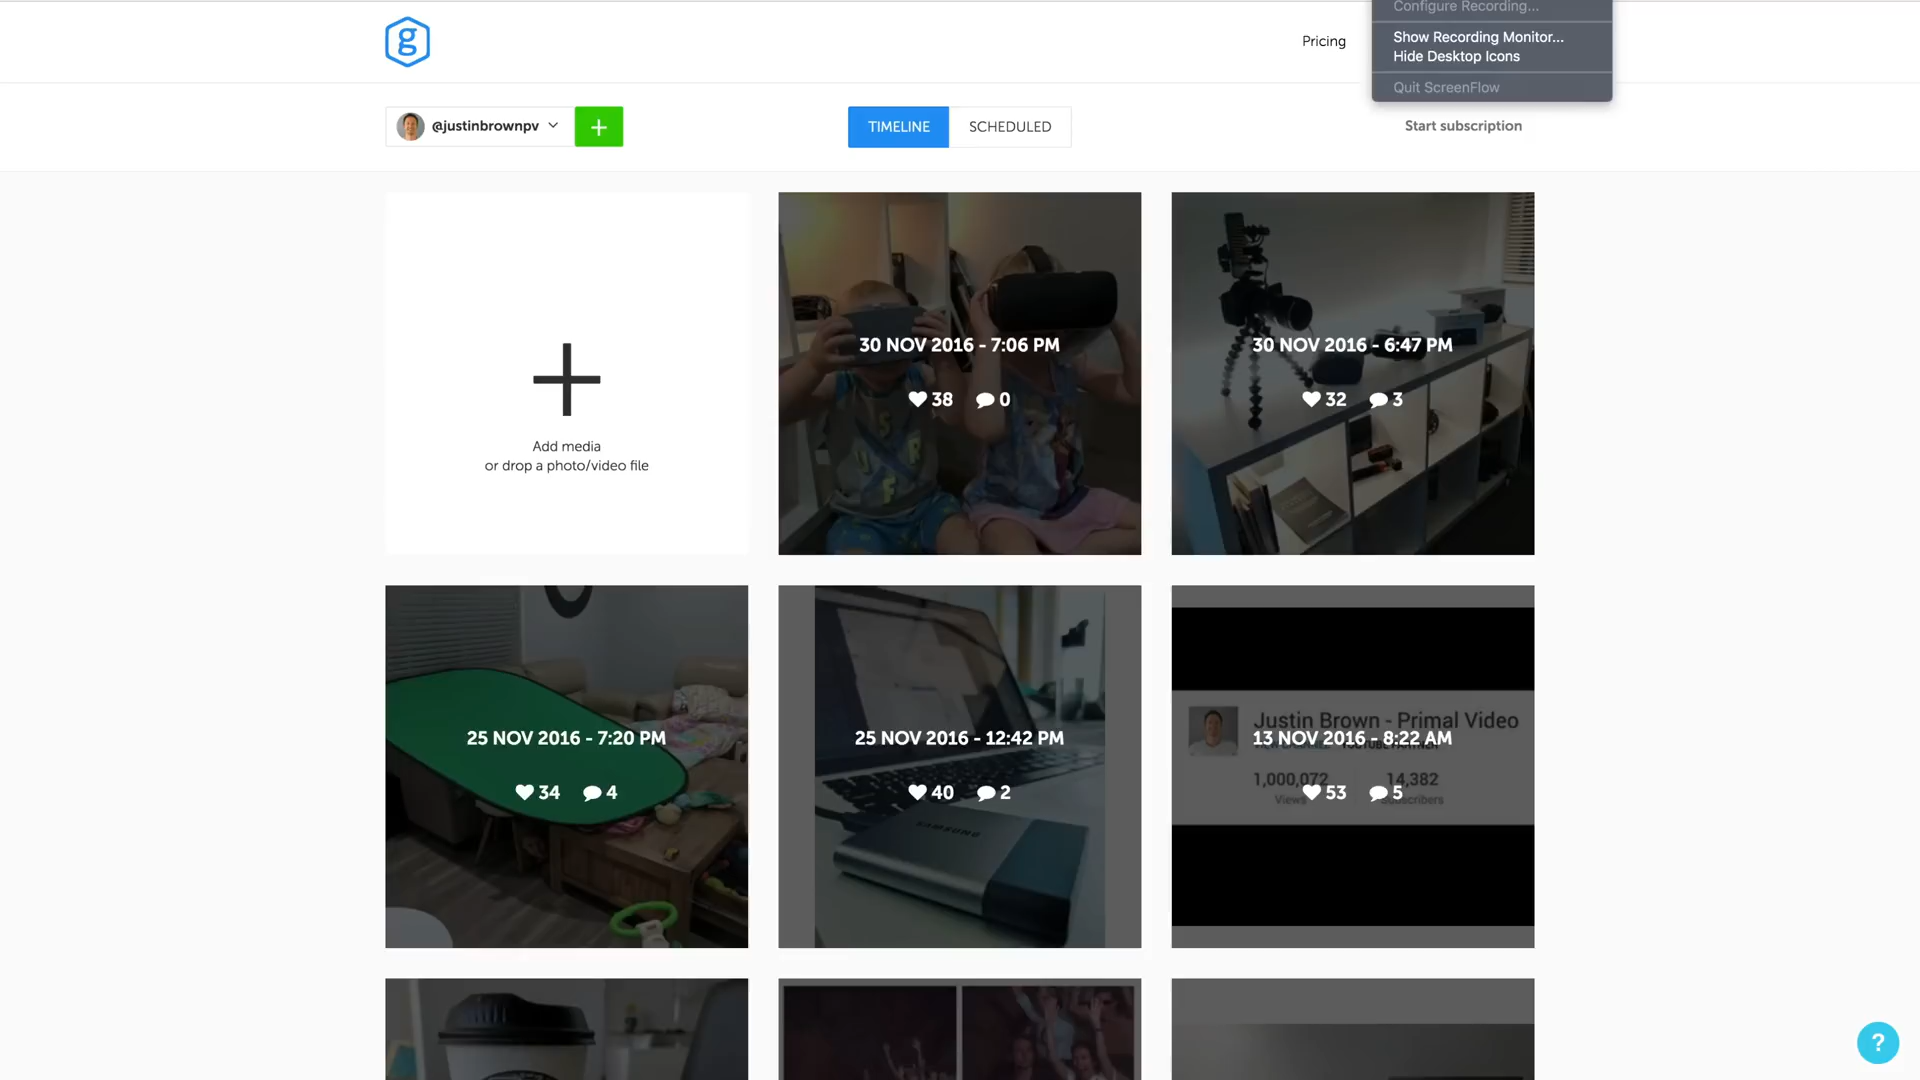 Configure Recording...
Show Recording Monitor...
Hide Desktop Icons
Quit ScreenFlow
g
Pricing
@justinbrownpv
+
TIMELINE
SCHEDULED
Start subscription
Add media
or drop a photo/video file
30 NOV 2016 - 7:06 PM
38 0
30 NOV 2016 - 6:47 PM
32 3
25 NOV 2016 - 7:20 PM
34 4
25 NOV 2016 - 12:42 PM
40 2
SAMSUNG
Justin Brown - Primal Video
13 NOV 2016 - 8:22 AM
1,000,072 14,382
Views Subscribers
53 5
?